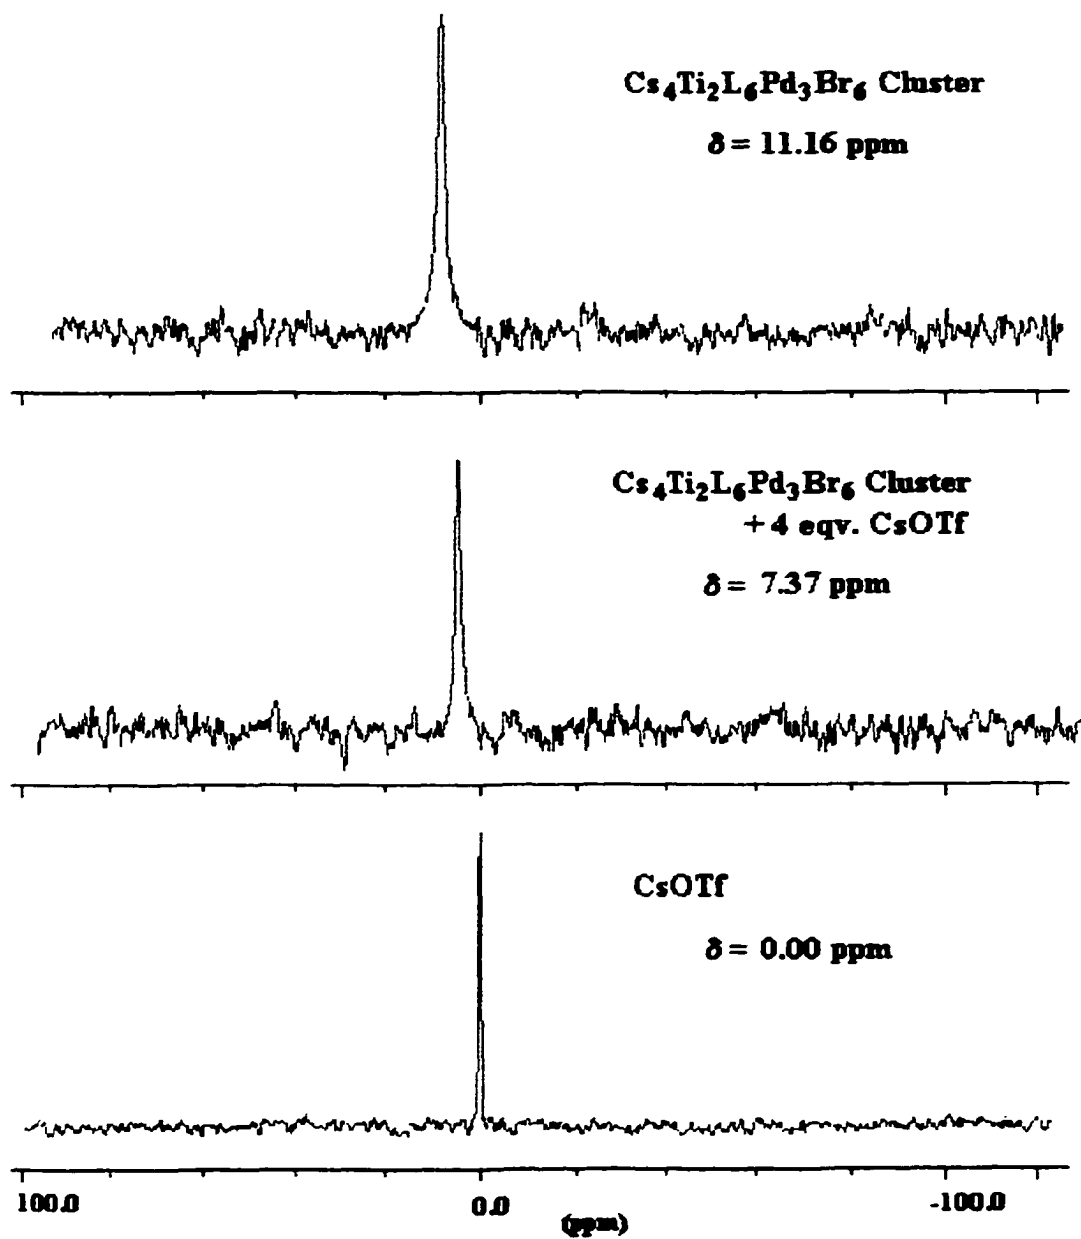 Cs₄Ti₂L₆Pd₃Br₆ Cluster
δ = 11.16 ppm
Cs₄Ti₂L₆Pd₃Br₆ Cluster
+ 4 eqv. CsOTf
δ = 7.37 ppm
CsOTf
δ = 0.00 ppm
100.0 0.0 -100.0
(ppm)